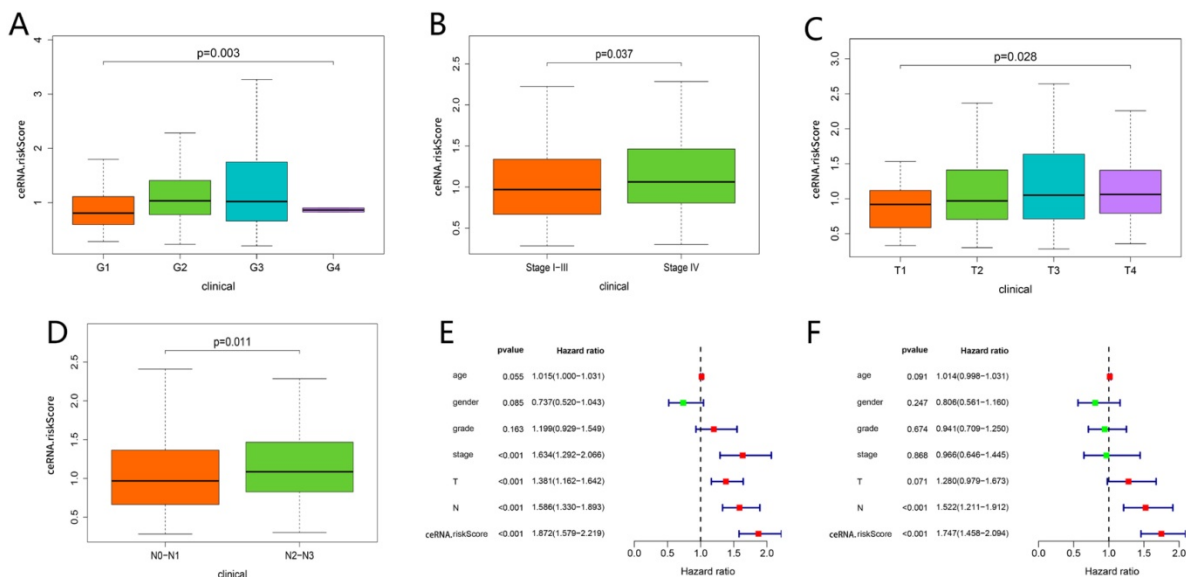 A
p=0.003
ceRNA.riskScore
4
3
2
1
G1 G2 G3 G4
clinical
B
p=0.037
ceRNA.riskScore
2.5
2.0
1.5
1.0
0.5
Stage I−III Stage IV
clinical
C
p=0.028
ceRNA.riskScore
3.0
2.5
2.0
1.5
1.0
0.5
T1 T2 T3 T4
clinical
D
p=0.011
ceRNA.riskScore
2.5
2.0
1.5
1.0
0.5
N0−N1 N2−N3
clinical
E
pvalue Hazard ratio
age 0.055 1.015(1.000−1.031)
gender 0.085 0.737(0.520−1.043)
grade 0.163 1.199(0.929−1.549)
stage <0.001 1.634(1.292−2.066)
T <0.001 1.381(1.162−1.642)
N <0.001 1.586(1.330−1.893)
ceRNA.riskScore <0.001 1.872(1.579−2.219)
0.0 0.5 1.0 1.5 2.0
Hazard ratio
F
pvalue Hazard ratio
age 0.091 1.014(0.998−1.031)
gender 0.247 0.806(0.561−1.160)
grade 0.674 0.941(0.709−1.250)
stage 0.868 0.966(0.646−1.445)
T 0.071 1.280(0.979−1.673)
N <0.001 1.522(1.211−1.912)
ceRNA.riskScore <0.001 1.747(1.458−2.094)
0.0 0.5 1.0 1.5 2.0
Hazard ratio